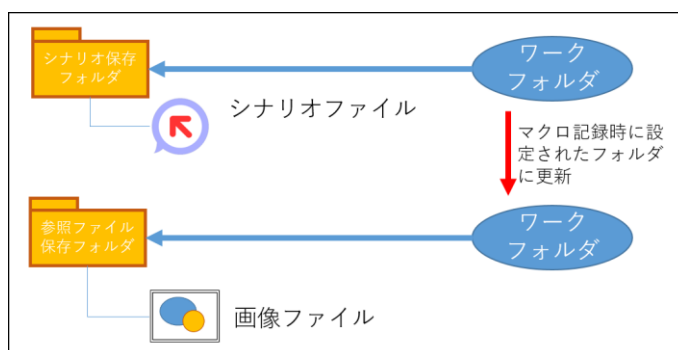 シナリオ保存
フォルダ
ワーク
フォルダ
シナリオファイル
マクロ記録時に設
定されたフォルダ
に更新
参照ファイル
保存フォルダ
ワーク
フォルダ
画像ファイル